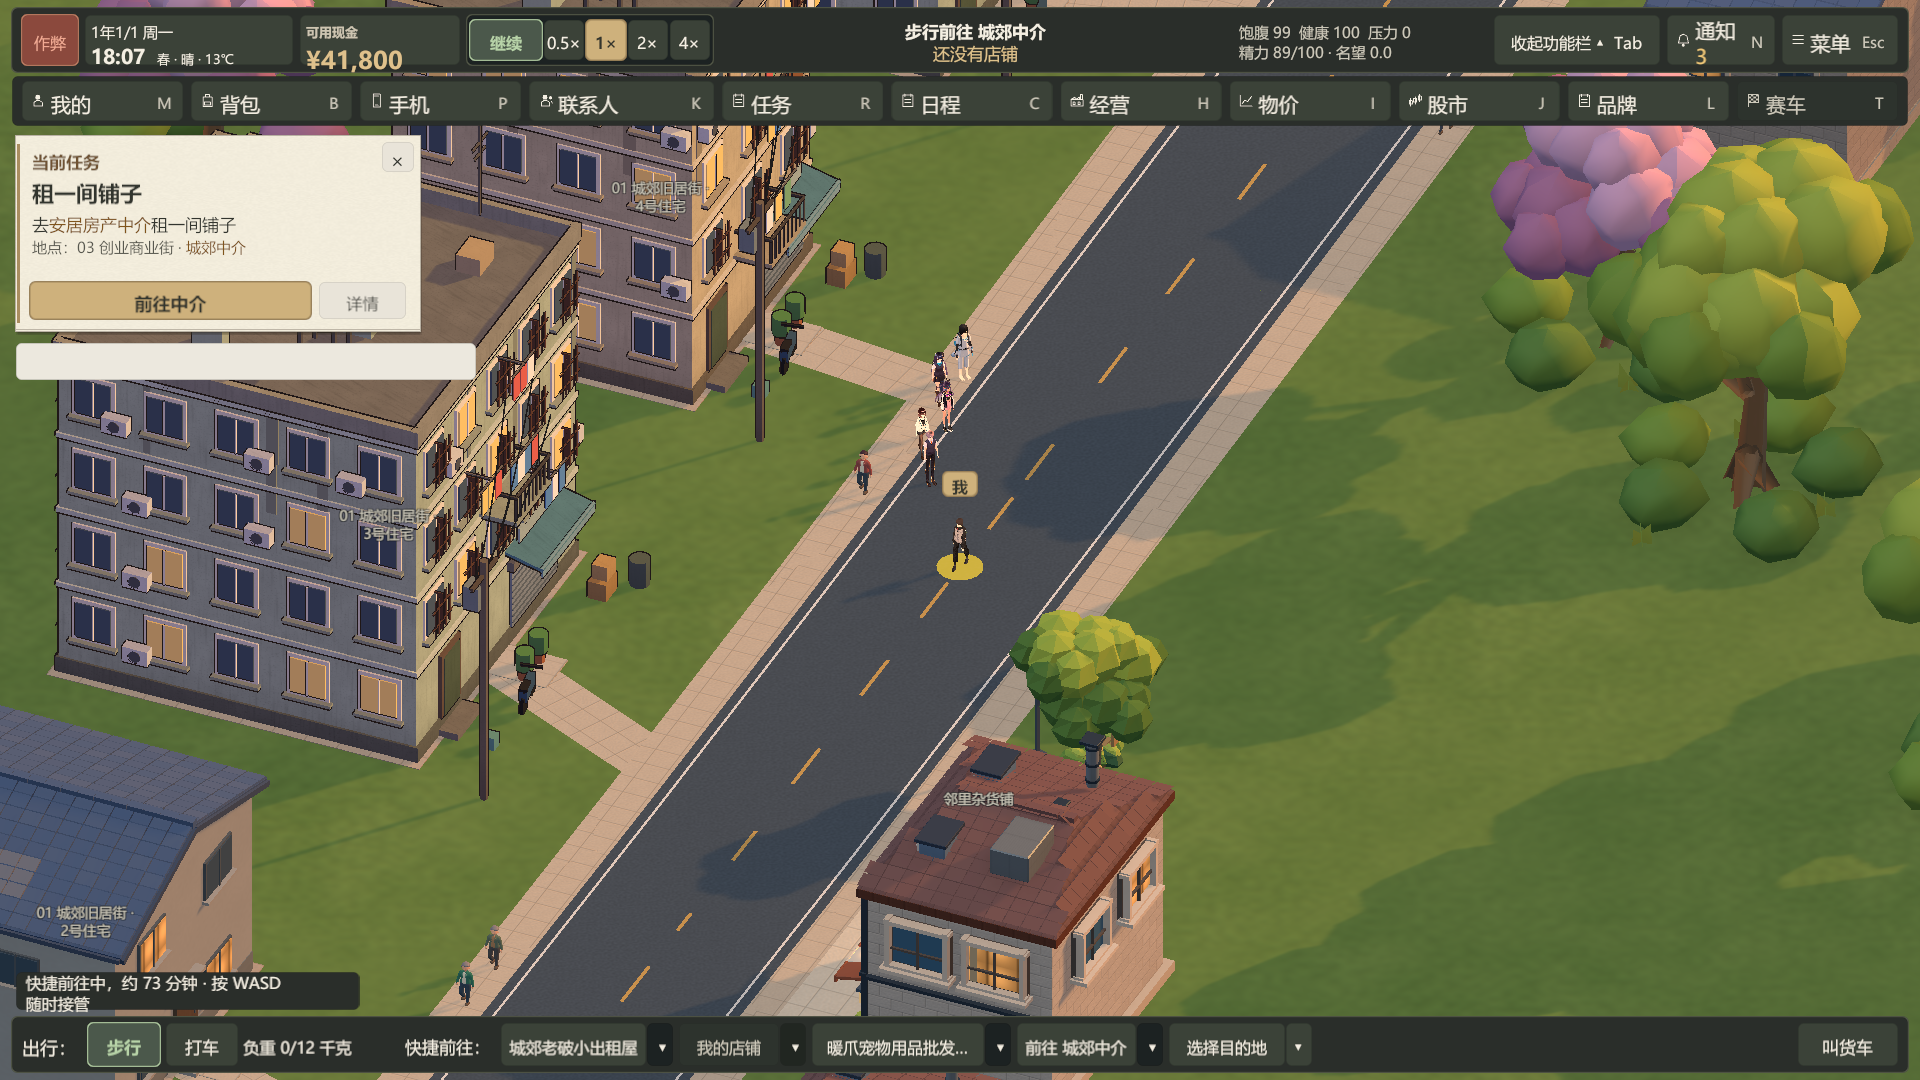 作弊
1年1/1 周一
18:07 春 · 晴 · 13℃
可用现金
¥41,800
继续
0.5×
1×
2×
4×
步行前往 城郊中介
还没有店铺
饱腹 99 健康 100 压力 0
精力 89/100 · 名望 0.0
收起功能栏 ▲ Tab
通知 3 N
菜单 Esc
我的 M
背包 B
手机 P
联系人 K
任务 R
日程 C
经营 H
物价 I
股市 J
品牌 L
赛车 T
当前任务
×
租一间铺子
去安居房产中介租一间铺子
地点：03 创业商业街 · 城郊中介
前往中介
详情
01 城郊旧居街 ·
4号住宅
我
01 城郊旧居街 ·
3号住宅
邻里杂货铺
01 城郊旧居街 ·
2号住宅
快捷前往中，约 73 分钟 · 按 WASD
随时接管
出行：
步行
打车
负重 0/12 千克
快捷前往：
城郊老破小出租屋 ▼
我的店铺 ▼
暖爪宠物用品批发... ▼
前往 城郊中介 ▼
选择目的地 ▼
叫货车